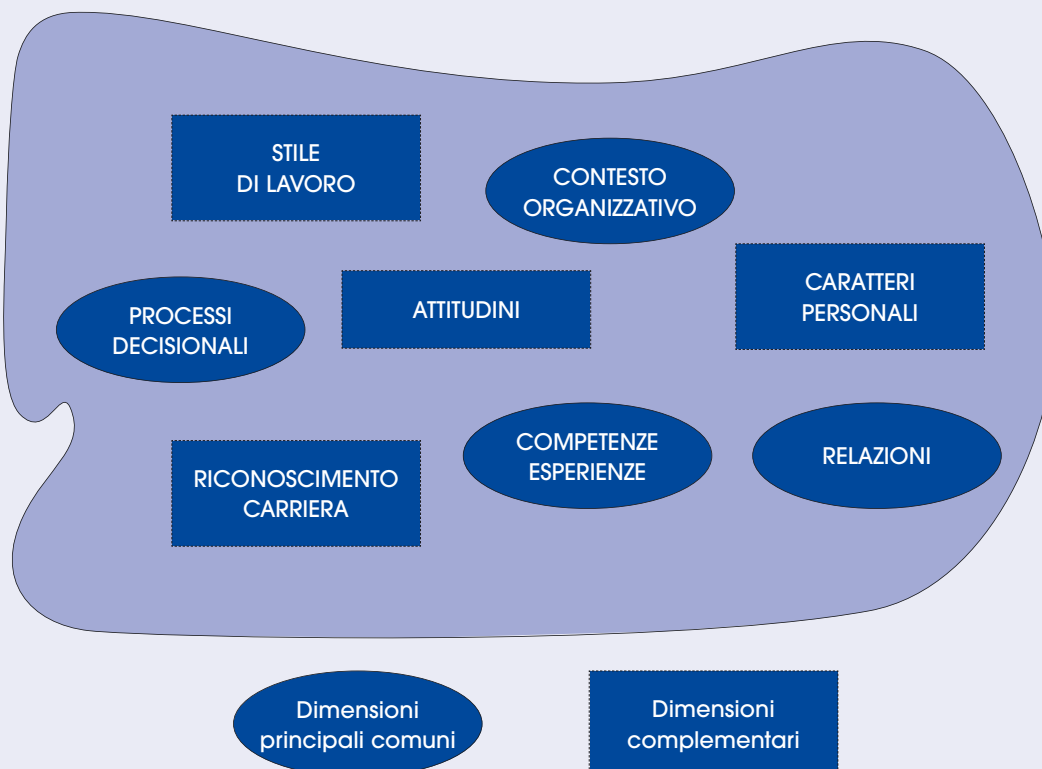 STILE
DI LAVORO
CONTESTO
ORGANIZZATIVO
CARATTERI
PERSONALI
ATTITUDINI
PROCESSI
DECISIONALI
COMPETENZE
ESPERIENZE
RELAZIONI
RICONOSCIMENTO
CARRIERA
Dimensioni
principali comuni
Dimensioni
complementari